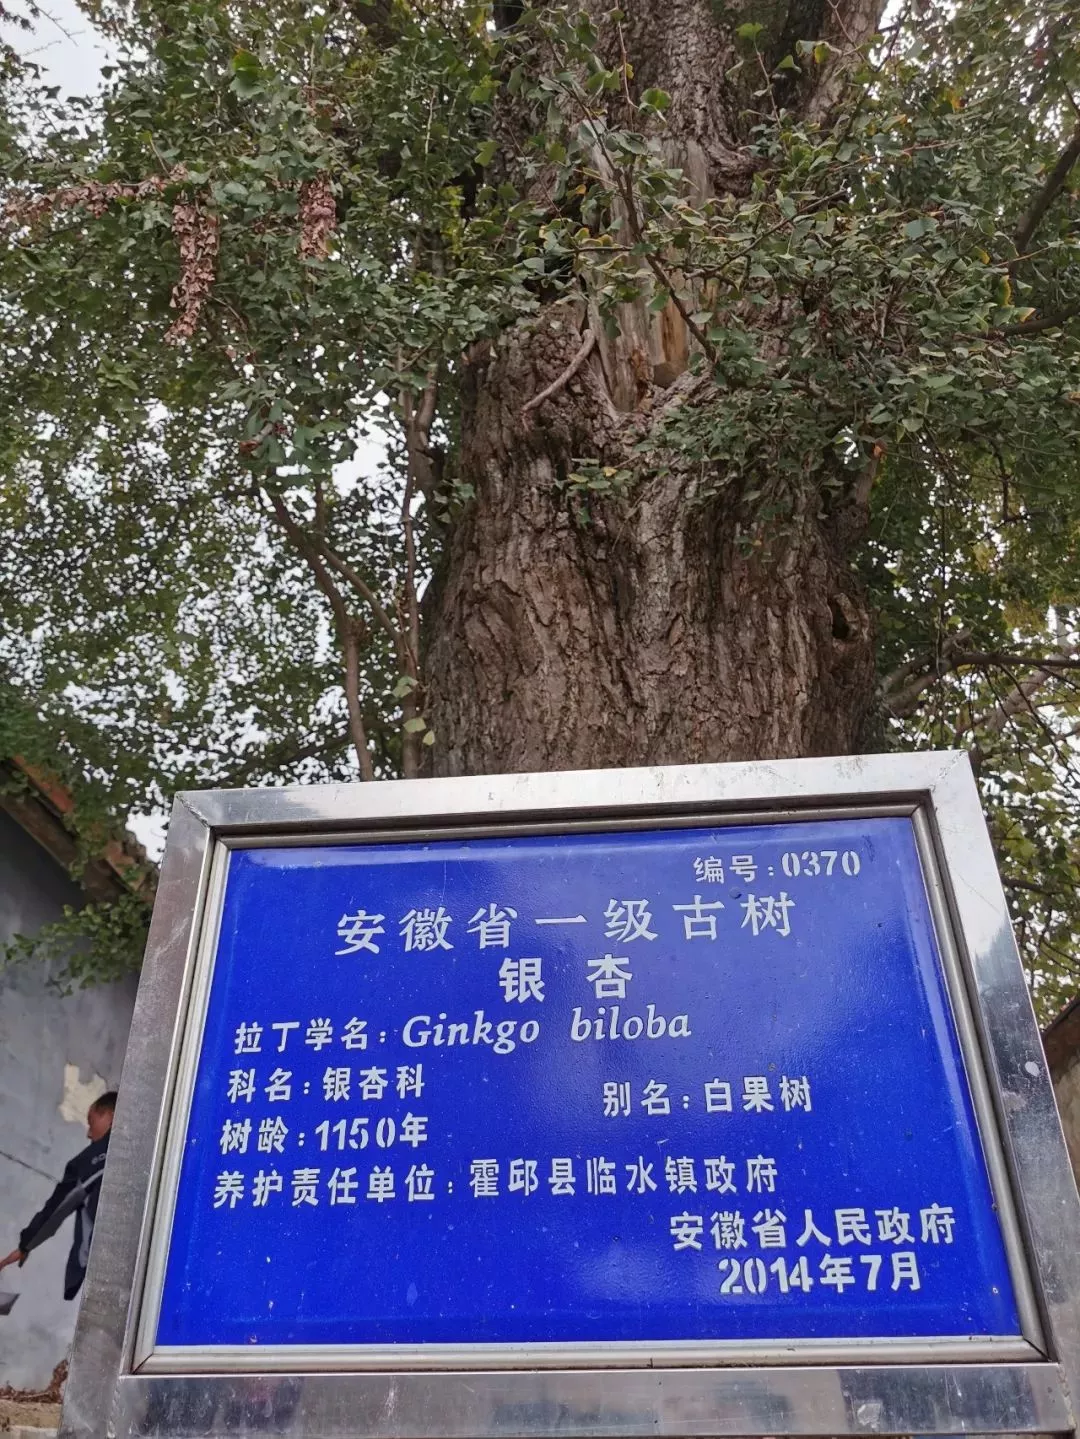 编号:0370
安徽省一级古树
银杏
拉丁学名:Ginkgo biloba
科名:银杏科 别名:白果树
树龄:1150年
养护责任单位:霍邱县临水镇政府
安徽省人民政府
2014年7月